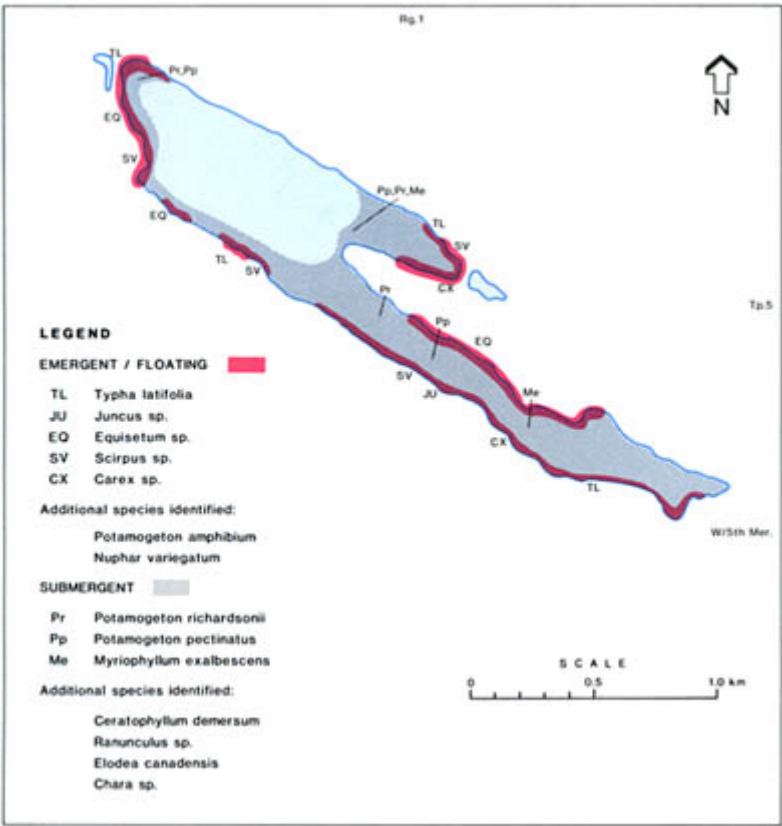 Rg.1
TL
Pr,Pp
N
EQ
SV
Pp,Pr,Me
EQ
TL
SV
TL
SV
CX
Pr
Tp.5
Pp
EQ
SV
JU
Me
CX
TL
W/5th Mer.
LEGEND
EMERGENT / FLOATING
TL Typha latifolia
JU Juncus sp.
EQ Equisetum sp.
SV Scirpus sp.
CX Carex sp.
Additional species identified:
Potamogeton amphibium
Nuphar variegatum
SUBMERGENT
Pr Potamogeton richardsonii
Pp Potamogeton pectinatus
Me Myriophyllum exalbescens
Additional species identified:
Ceratophyllum demersum
Ranunculus sp.
Elodea canadensis
Chara sp.
SCALE
0 0.5 1.0 km